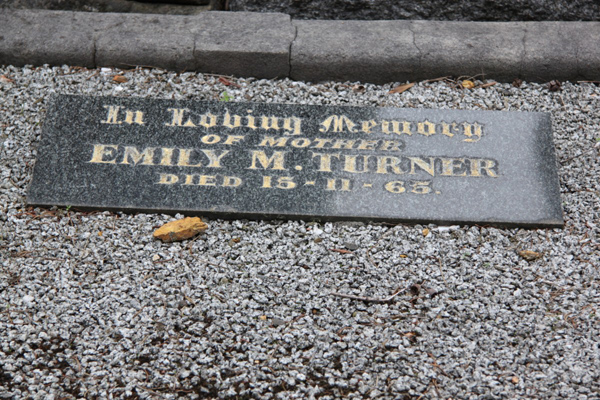 In Loving Memory
OF MOTHER
EMILY M. TURNER
DIED 15-11-65.